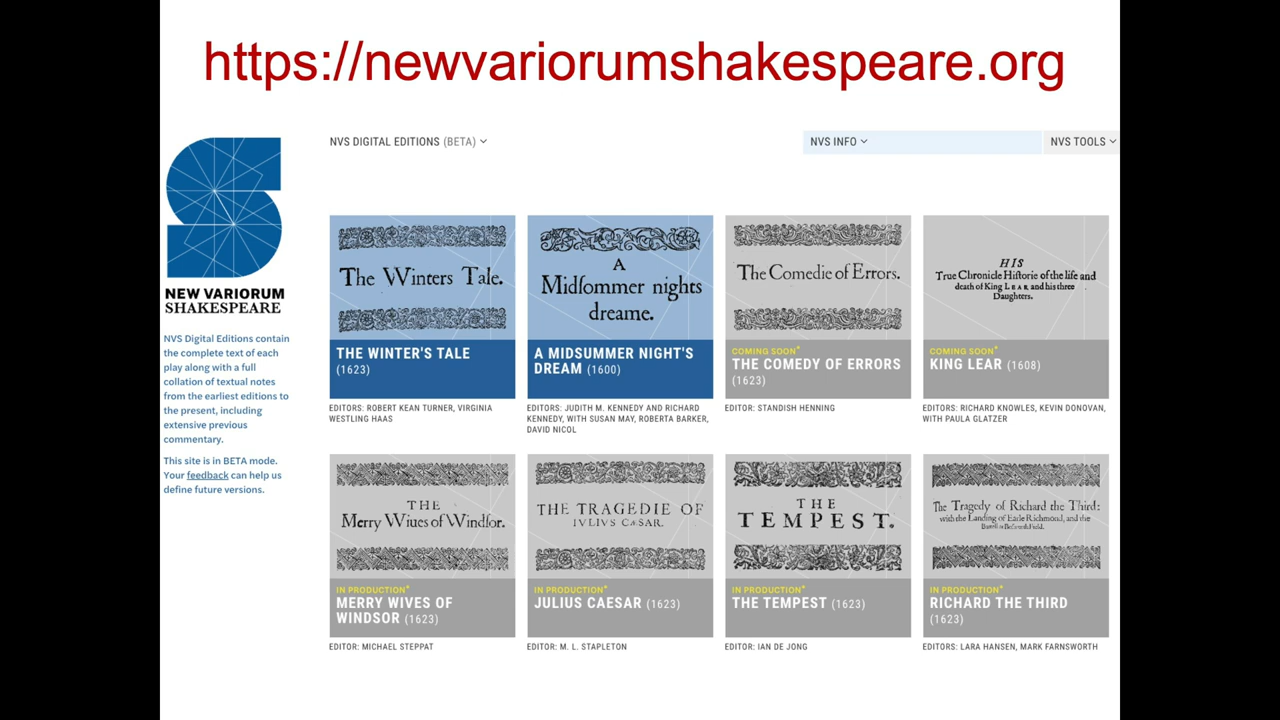 https://newvariorumshakespeare.org
NVS DIGITAL EDITIONS (BETA)
NVS INFO
NVS TOOLS
NEW VARIORUM
SHAKESPEARE
NVS Digital Editions contain
the complete text of each
play along with a full
collation of textual notes
from the earliest editions to
the present, including
extensive previous
commentary.
This site is in BETA mode.
Your feedback can help us
define future versions.
The Winters Tale.
THE WINTER'S TALE
(1623)
EDITORS: ROBERT KEAN TURNER, VIRGINIA
WESTLING HAAS
A
Midſommer nights
dreame.
A MIDSUMMER NIGHT'S
DREAM (1600)
EDITORS: JUDITH M. KENNEDY AND RICHARD
KENNEDY, WITH SUSAN MAY, ROBERTA BARKER,
DAVID NICOL
The Comedie of Errors.
COMING SOON*
THE COMEDY OF ERRORS
(1623)
EDITOR: STANDISH HENNING
HIS
True Chronicle Hiſtorie of the life and
death of King LEAR, and his three
Daughters.
COMING SOON*
KING LEAR (1608)
EDITORS: RICHARD KNOWLES, KEVIN DONOVAN,
WITH PAULA GLATZER
THE
Merry Wiues of Windſor.
IN PRODUCTION*
MERRY WIVES OF
WINDSOR (1623)
EDITOR: MICHAEL STEPPAT
THE TRAGEDIE OF
IVLIVS CÆSAR.
IN PRODUCTION*
JULIUS CAESAR (1623)
EDITOR: M. L. STAPLETON
THE
TEMPEST.
IN PRODUCTION*
THE TEMPEST (1623)
EDITOR: IAN DE JONG
The Tragedy of Richard the Third:
with the Landing of Earle Richmond, and the
Battell at Boſworth Field.
IN PRODUCTION*
RICHARD THE THIRD
(1623)
EDITORS: LARA HANSEN, MARK FARNSWORTH